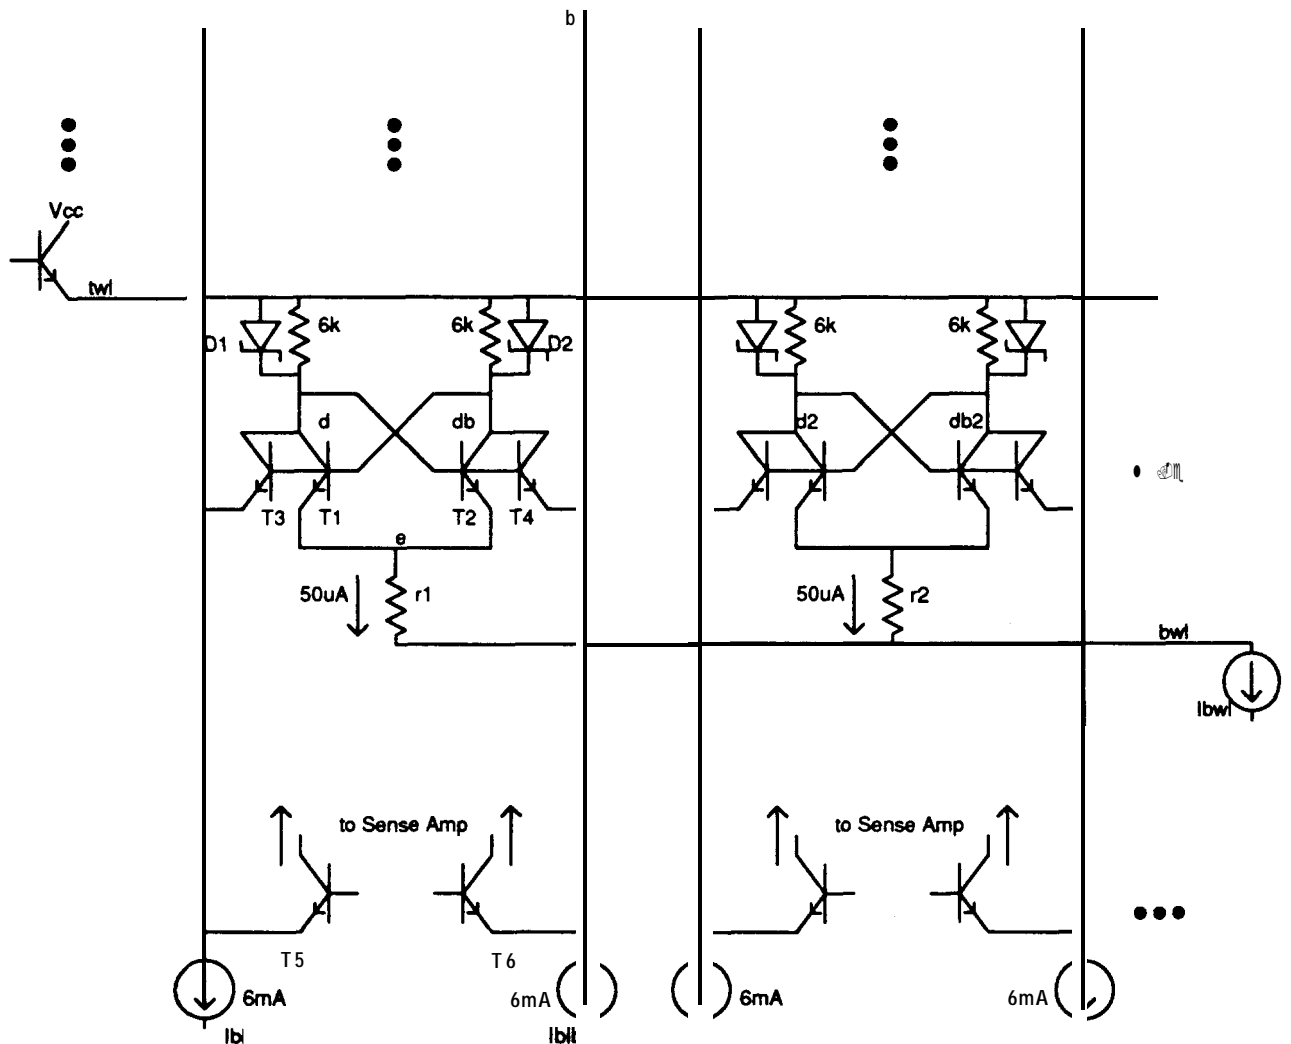 b
Vcc
twl
6k
6k
D1
D2
6k
6k
d
db
d2
db2
T3
T1
T2
T4
e
50uA
r1
50uA
r2
bwl
Ibwl
to Sense Amp
to Sense Amp
T5
T6
6mA
6mA
6mA
6mA
Ibl